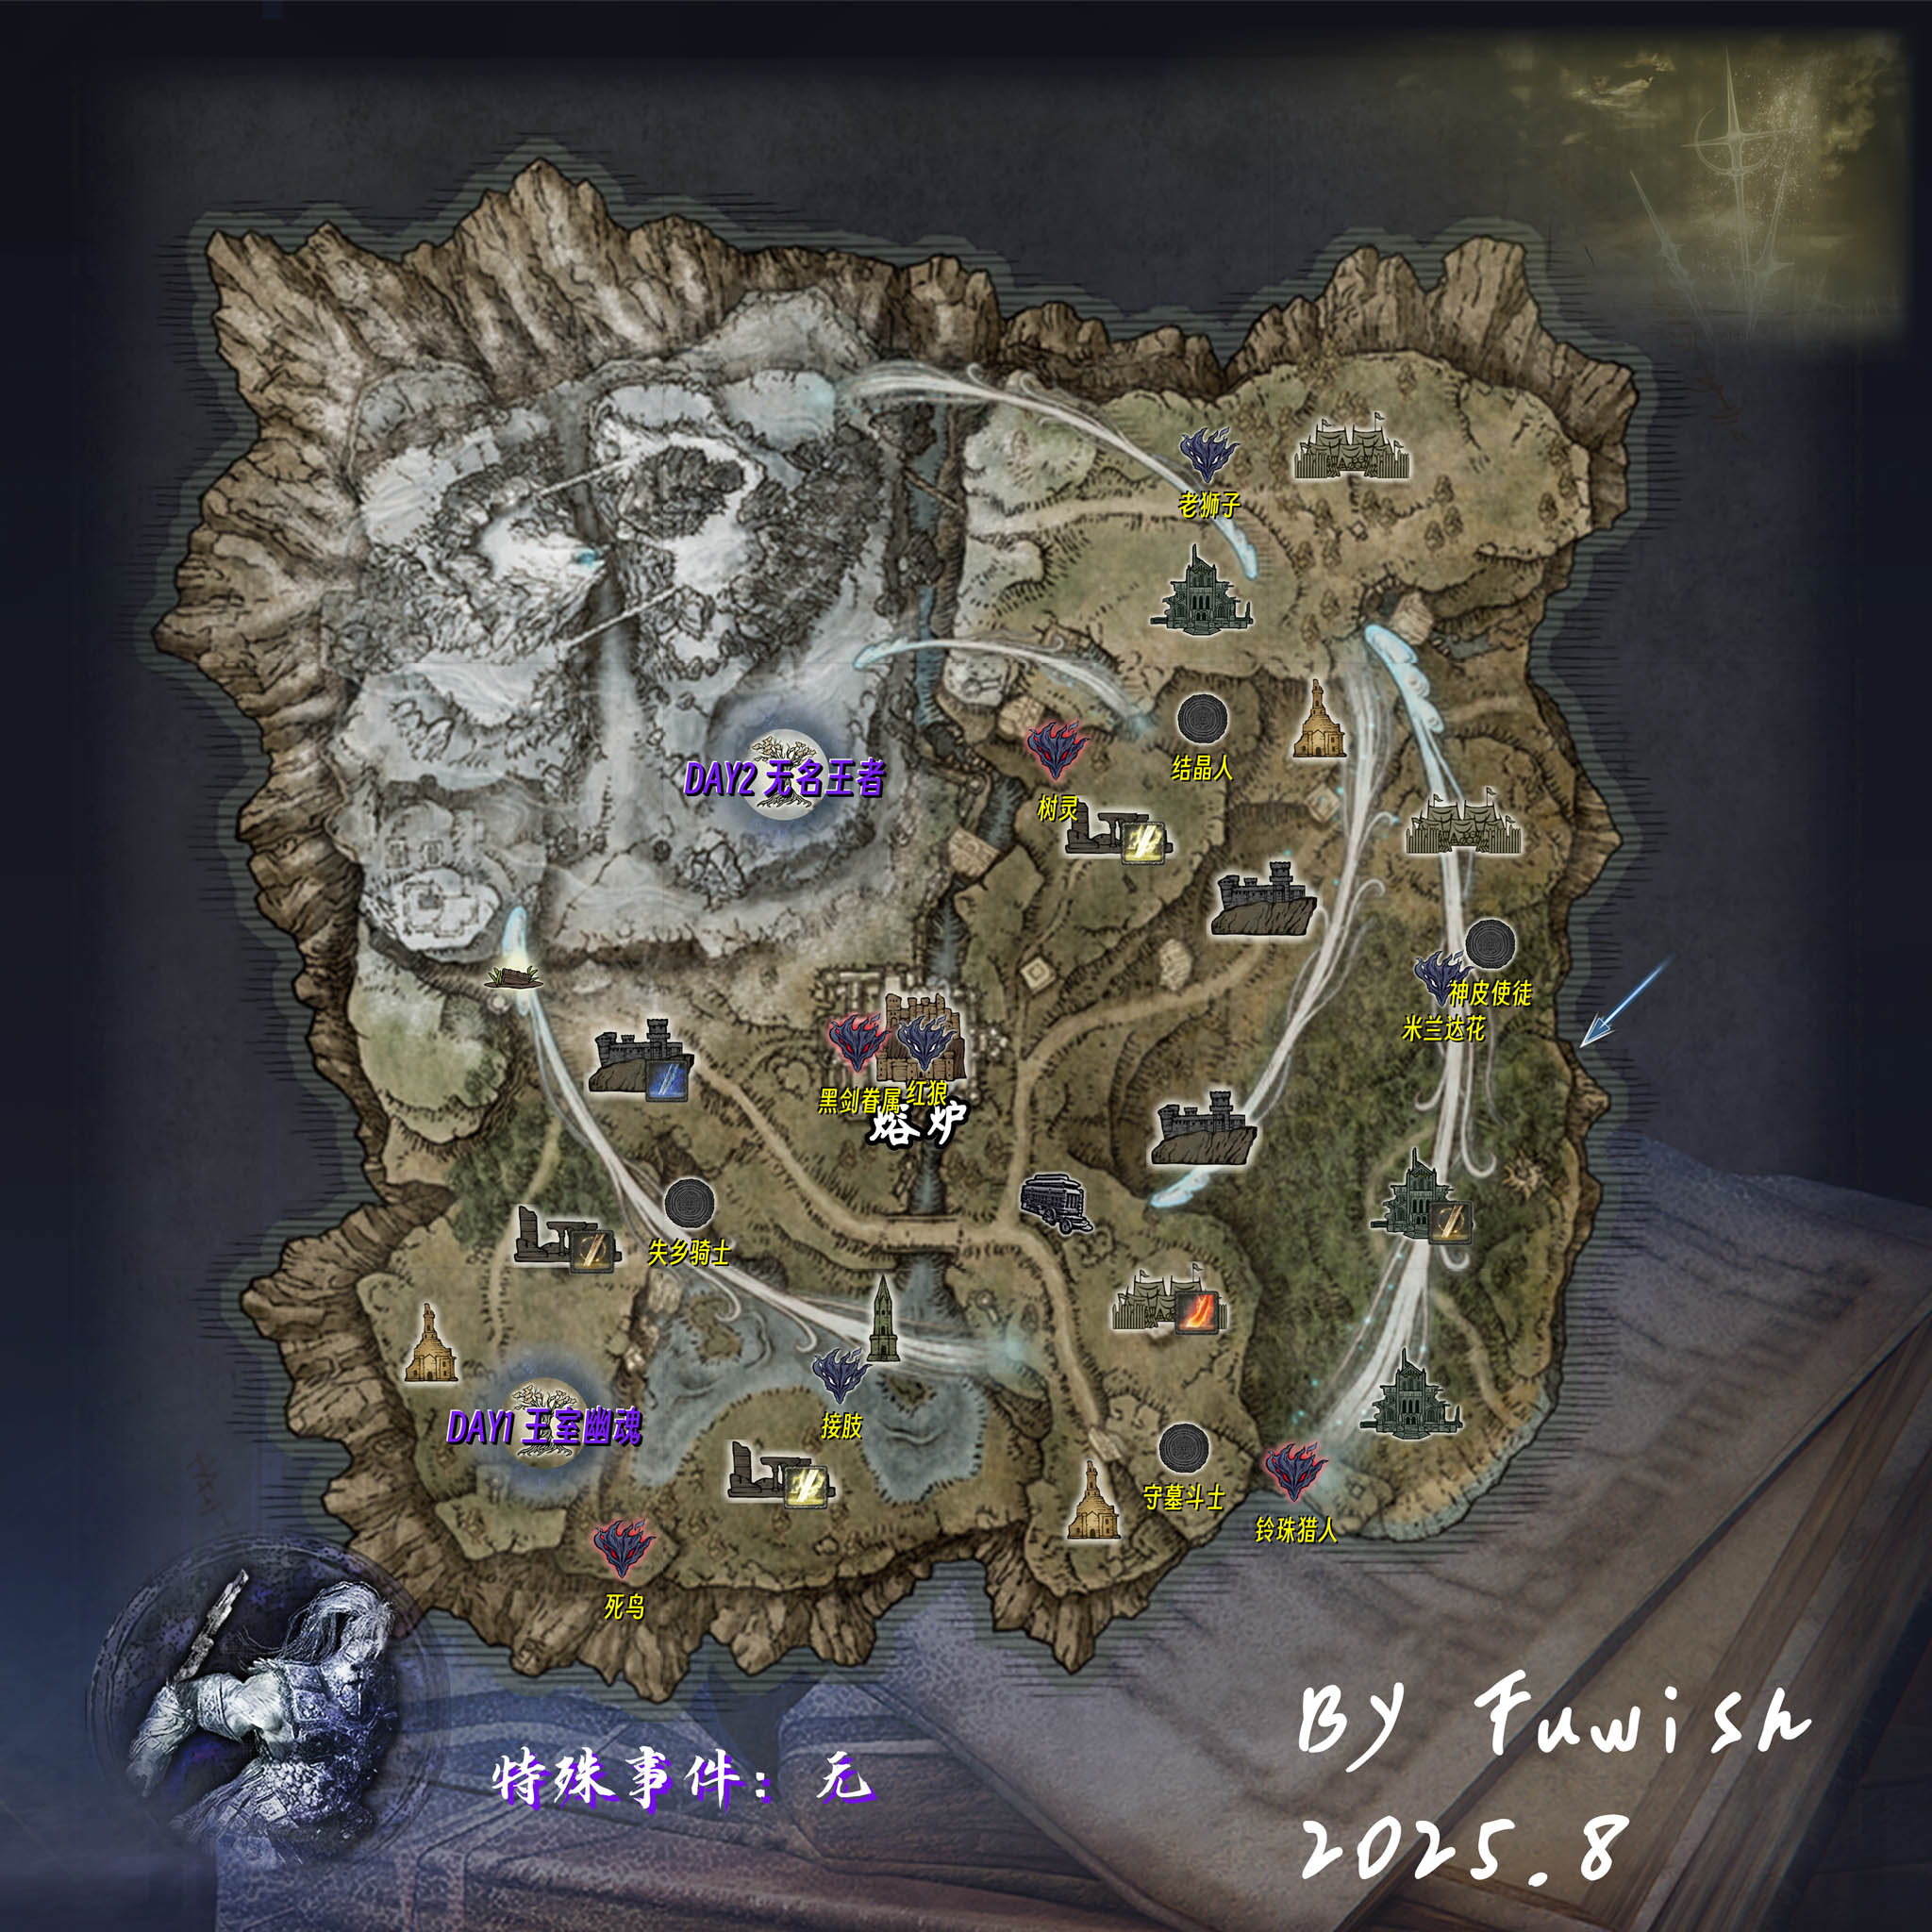 老狮子
结晶人
DAY2 无名王者
树灵
神皮使徒
米兰达花
黑剑眷属
红狼
熔炉
失乡骑士
接肢
DAY1 王室幽魂
守墓斗士
铃珠猎人
死鸟
特殊事件：无
By Fuwish
2025.8